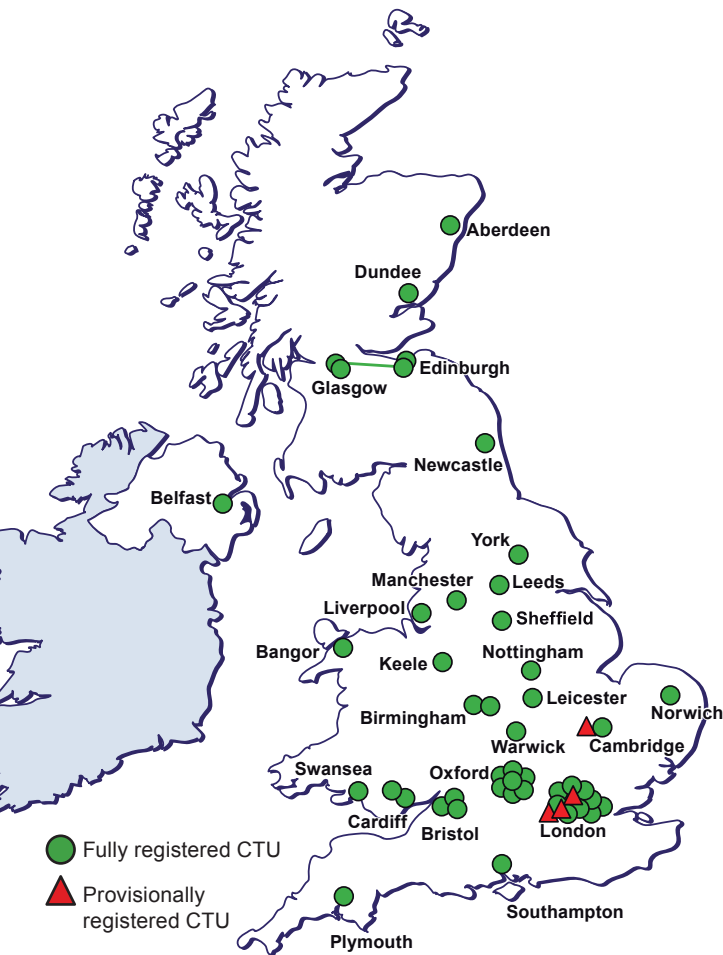 Aberdeen
Dundee
Edinburgh
Glasgow
Newcastle
Belfast
York
Manchester
Leeds
Liverpool
Sheffield
Bangor
Nottingham
Keele
Leicester
Norwich
Birmingham
Warwick
Cambridge
Swansea
Oxford
Cardiff
Bristol
London
Fully registered CTU
Provisionally
registered CTU
Southampton
Plymouth